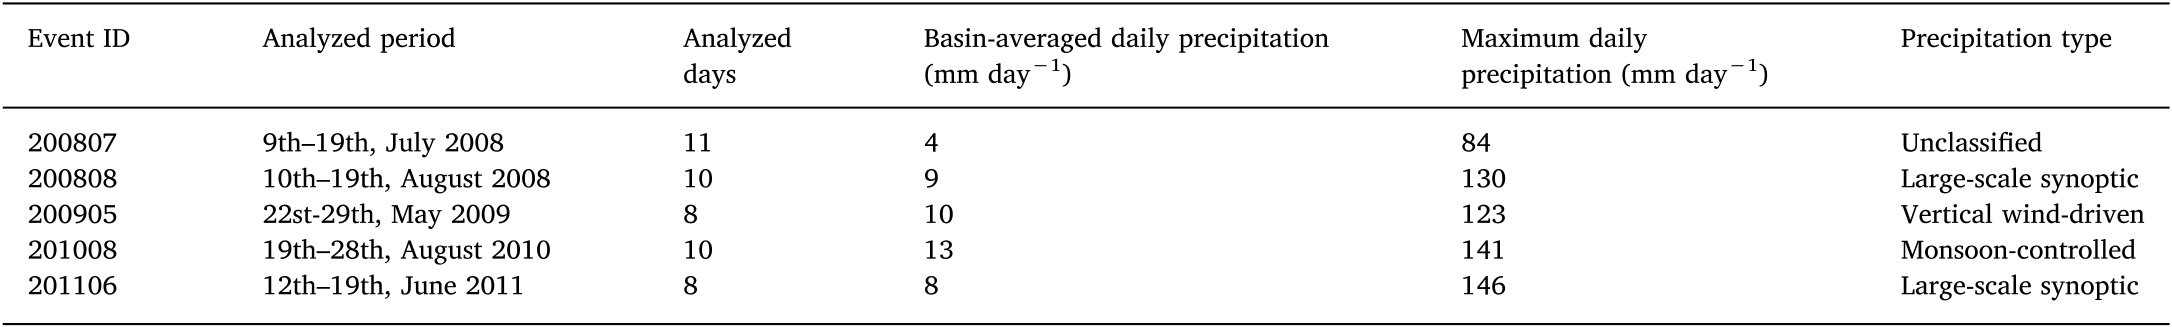 Event ID Analyzed period Analyzed days Basin-averaged daily precipitation (mm day⁻¹) Maximum daily precipitation (mm day⁻¹) Precipitation type
200807 9th–19th, July 2008 11 4 84 Unclassified
200808 10th–19th, August 2008 10 9 130 Large-scale synoptic
200905 22st-29th, May 2009 8 10 123 Vertical wind-driven
201008 19th–28th, August 2010 10 13 141 Monsoon-controlled
201106 12th–19th, June 2011 8 8 146 Large-scale synoptic